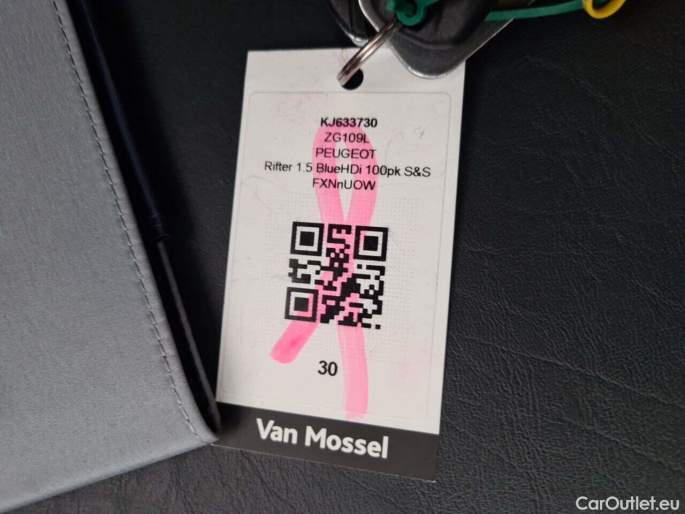 KJ633730
ZG109L
PEUGEOT
Rifter 1.5 BlueHDi 100pk S&S
FXNnUOW
30
Van Mossel
CarOutlet.eu